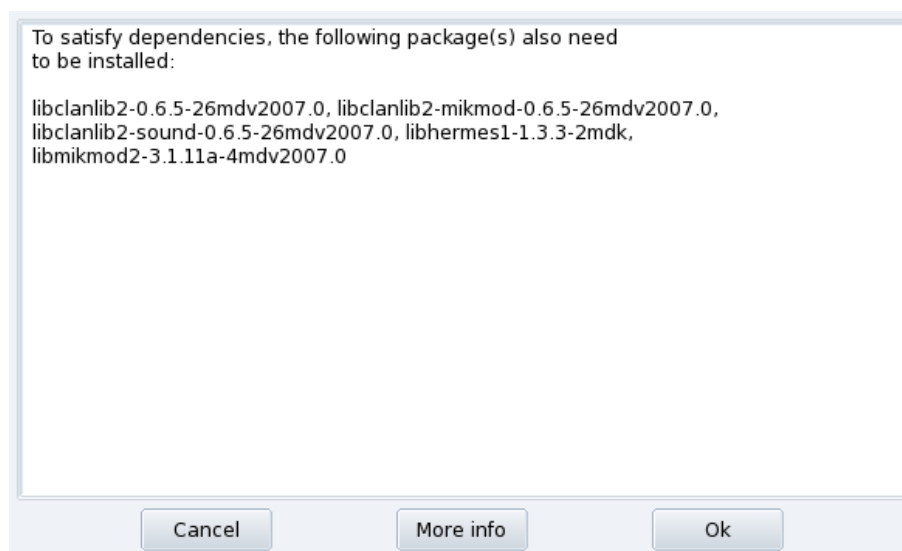 To satisfy dependencies, the following package(s) also need
to be installed:
libclanlib2-0.6.5-26mdv2007.0, libclanlib2-mikmod-0.6.5-26mdv2007.0,
libclanlib2-sound-0.6.5-26mdv2007.0, libhermes1-1.3.3-2mdk,
libmikmod2-3.1.11a-4mdv2007.0
Cancel
More info
Ok